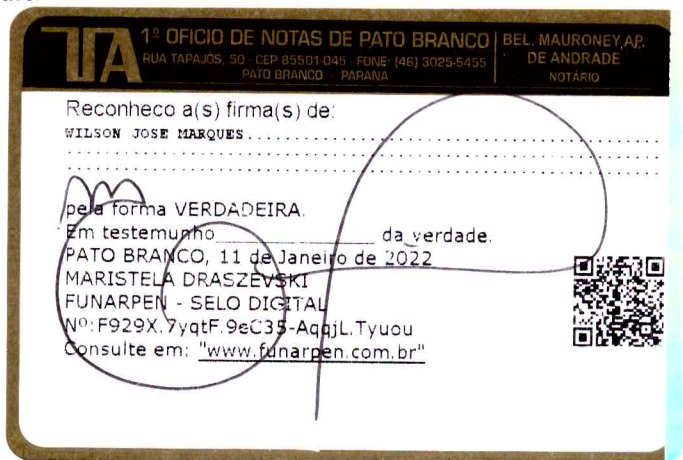 TA
1º OFICIO DE NOTAS DE PATO BRANCO
RUA TAPAJÓS, 50 - CEP 85501-045 - FONE: (46) 3025-5455
PATO BRANCO - PARANÁ
BEL. MAURONEY AP.
DE ANDRADE
NOTÁRIO
Reconheco a(s) firma(s) de:
WILSON JOSE MARQUES
pela forma VERDADEIRA.
Em testemunho_______________ da verdade.
PATO BRANCO, 11 de Janeiro de 2022
MARISTELA DRASZEVSKI
FUNARPEN - SELO DIGITAL
Nº:F929X.7yqtF.9eC35-AqqjL.Tyuou
Consulte em: "www.funarpen.com.br"